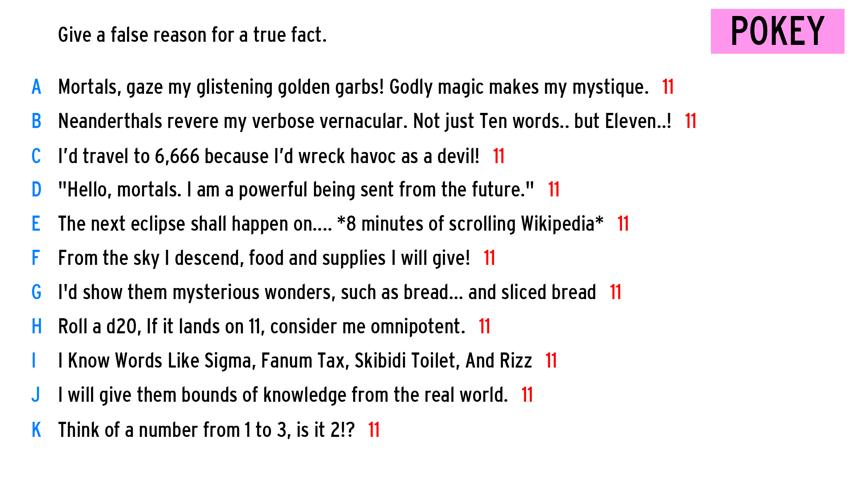 Give a false reason for a true fact.
POKEY
A Mortals, gaze my glistening golden garbs! Godly magic makes my mystique. 11
B Neanderthals revere my verbose vernacular. Not just Ten words.. but Eleven..! 11
C I'd travel to 6,666 because I'd wreck havoc as a devil! 11
D "Hello, mortals. I am a powerful being sent from the future." 11
E The next eclipse shall happen on.... *8 minutes of scrolling Wikipedia* 11
F From the sky I descend, food and supplies I will give! 11
G I'd show them mysterious wonders, such as bread... and sliced bread 11
H Roll a d20, If it lands on 11, consider me omnipotent. 11
I I Know Words Like Sigma, Fanum Tax, Skibidi Toilet, And Rizz 11
J I will give them bounds of knowledge from the real world. 11
K Think of a number from 1 to 3, is it 2!? 11